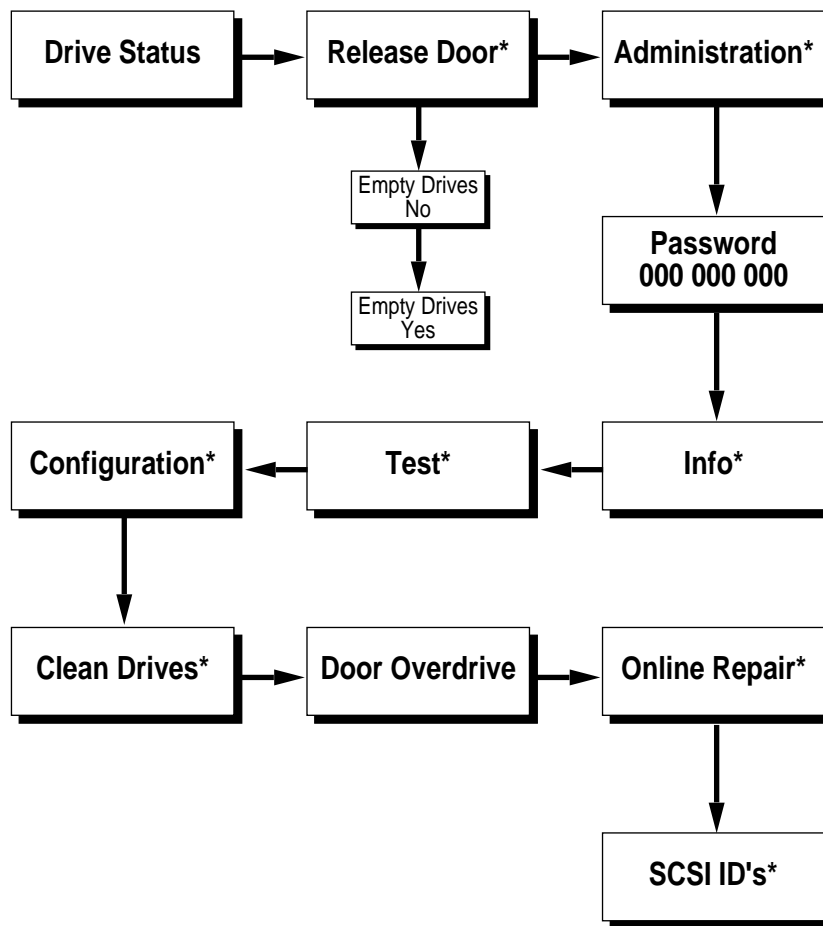 Drive Status
Release Door*
Administration*
Empty Drives
No
Empty Drives
Yes
Password
000 000 000
Info*
Test*
Configuration*
Clean Drives*
Door Overdrive
Online Repair*
SCSI ID's*